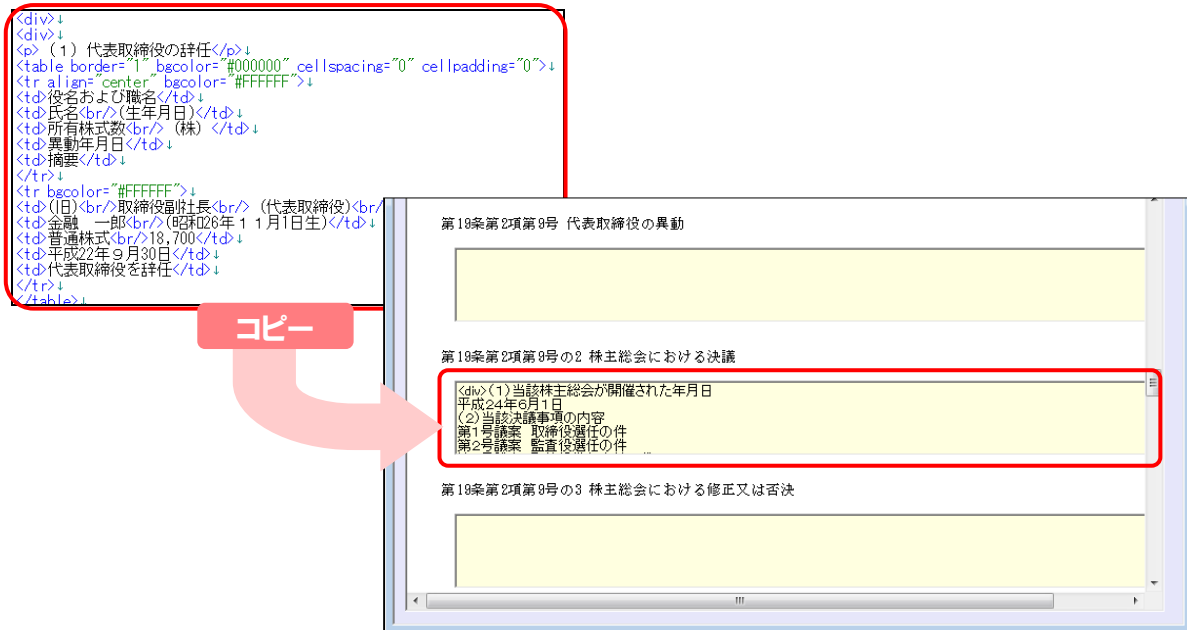 <div>↓
<div>↓
<p>（１）代表取締役の辞任</p>↓
<table border="1" bgcolor="#000000" cellspacing="0" cellpadding="0">↓
<tr align="center" bgcolor="#FFFFFF">↓
<td>役名および職名</td>↓
<td>氏名<br/>(生年月日)</td>↓
<td>所有株式数<br/>（株）</td>↓
<td>異動年月日</td>↓
<td>摘要</td>↓
</tr>↓
<tr bgcolor="#FFFFFF">↓
<td>(旧)<br/>取締役副社長<br/>（代表取締役)<br/
<td>金融　一郎<br/>(昭和26年１１月1日生)</td>↓
<td>普通株式<br/>18,700</td>↓
<td>平成22年９月30日</td>↓
<td>代表取締役を辞任</td>↓
</tr>↓
</table>↓
コピー
第19条第2項第9号 代表取締役の異動
第19条第2項第9号の2 株主総会における決議
<div>(1)当該株主総会が開催された年月日
平成24年6月1日
(2)当該決議事項の内容
第1号議案 取締役選任の件
第2号議案 監査役選任の件
第19条第2項第9号の3 株主総会における修正又は否決